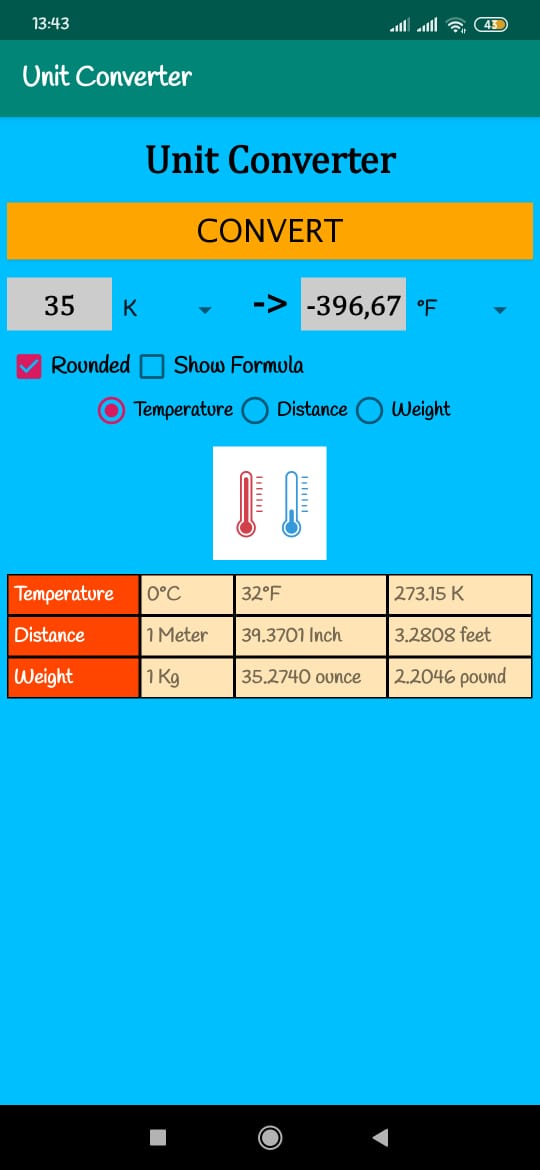 13:43 43
Unit Converter
Unit Converter
CONVERT
35 K -> -396,67 °F
Rounded Show Formula
Temperature Distance Weight
Temperature 0°C 32°F 273.15 K
Distance 1 Meter 39.3701 Inch 3.2808 feet
Weight 1 Kg 35.2740 ounce 2.2046 pound